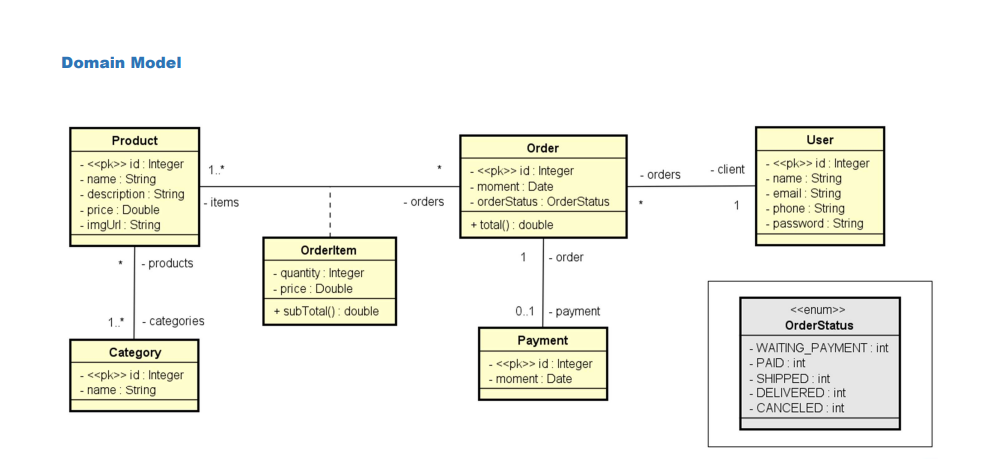 Domain Model
Product
- <<pk>> id : Integer
- name : String
- description : String
- price : Double
- imgUrl : String
1..*
- items
*
- orders
OrderItem
- quantity : Integer
- price : Double
+ subTotal() : double
Order
- <<pk>> id : Integer
- moment : Date
- orderStatus : OrderStatus
+ total() : double
- orders
*
- client
1
User
- <<pk>> id : Integer
- name : String
- email : String
- phone : String
- password : String
*
- products
1..*
- categories
Category
- <<pk>> id : Integer
- name : String
1
- order
0..1
- payment
Payment
- <<pk>> id : Integer
- moment : Date
<<enum>>
OrderStatus
- WAITING_PAYMENT : int
- PAID : int
- SHIPPED : int
- DELIVERED : int
- CANCELED : int